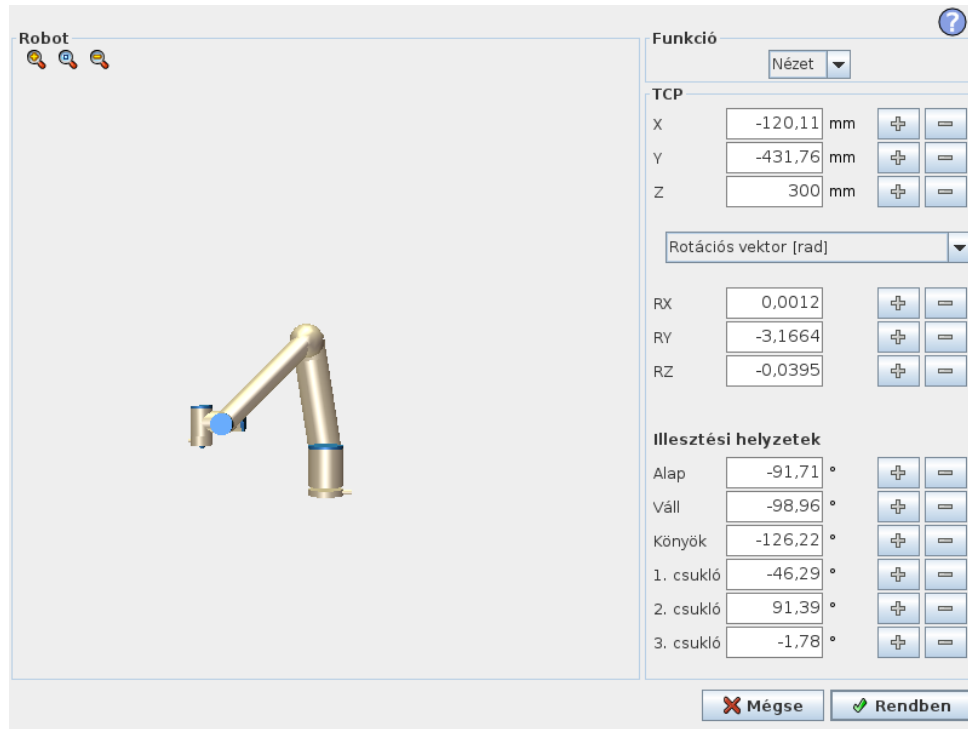 Robot
Funkció
Nézet
TCP
X -120,11 mm
Y -431,76 mm
Z 300 mm
Rotációs vektor [rad]
RX 0,0012
RY -3,1664
RZ -0,0395
Illesztési helyzetek
Alap -91,71 °
Váll -98,96 °
Könyök -126,22 °
1. csukló -46,29 °
2. csukló 91,39 °
3. csukló -1,78 °
Mégse Rendben